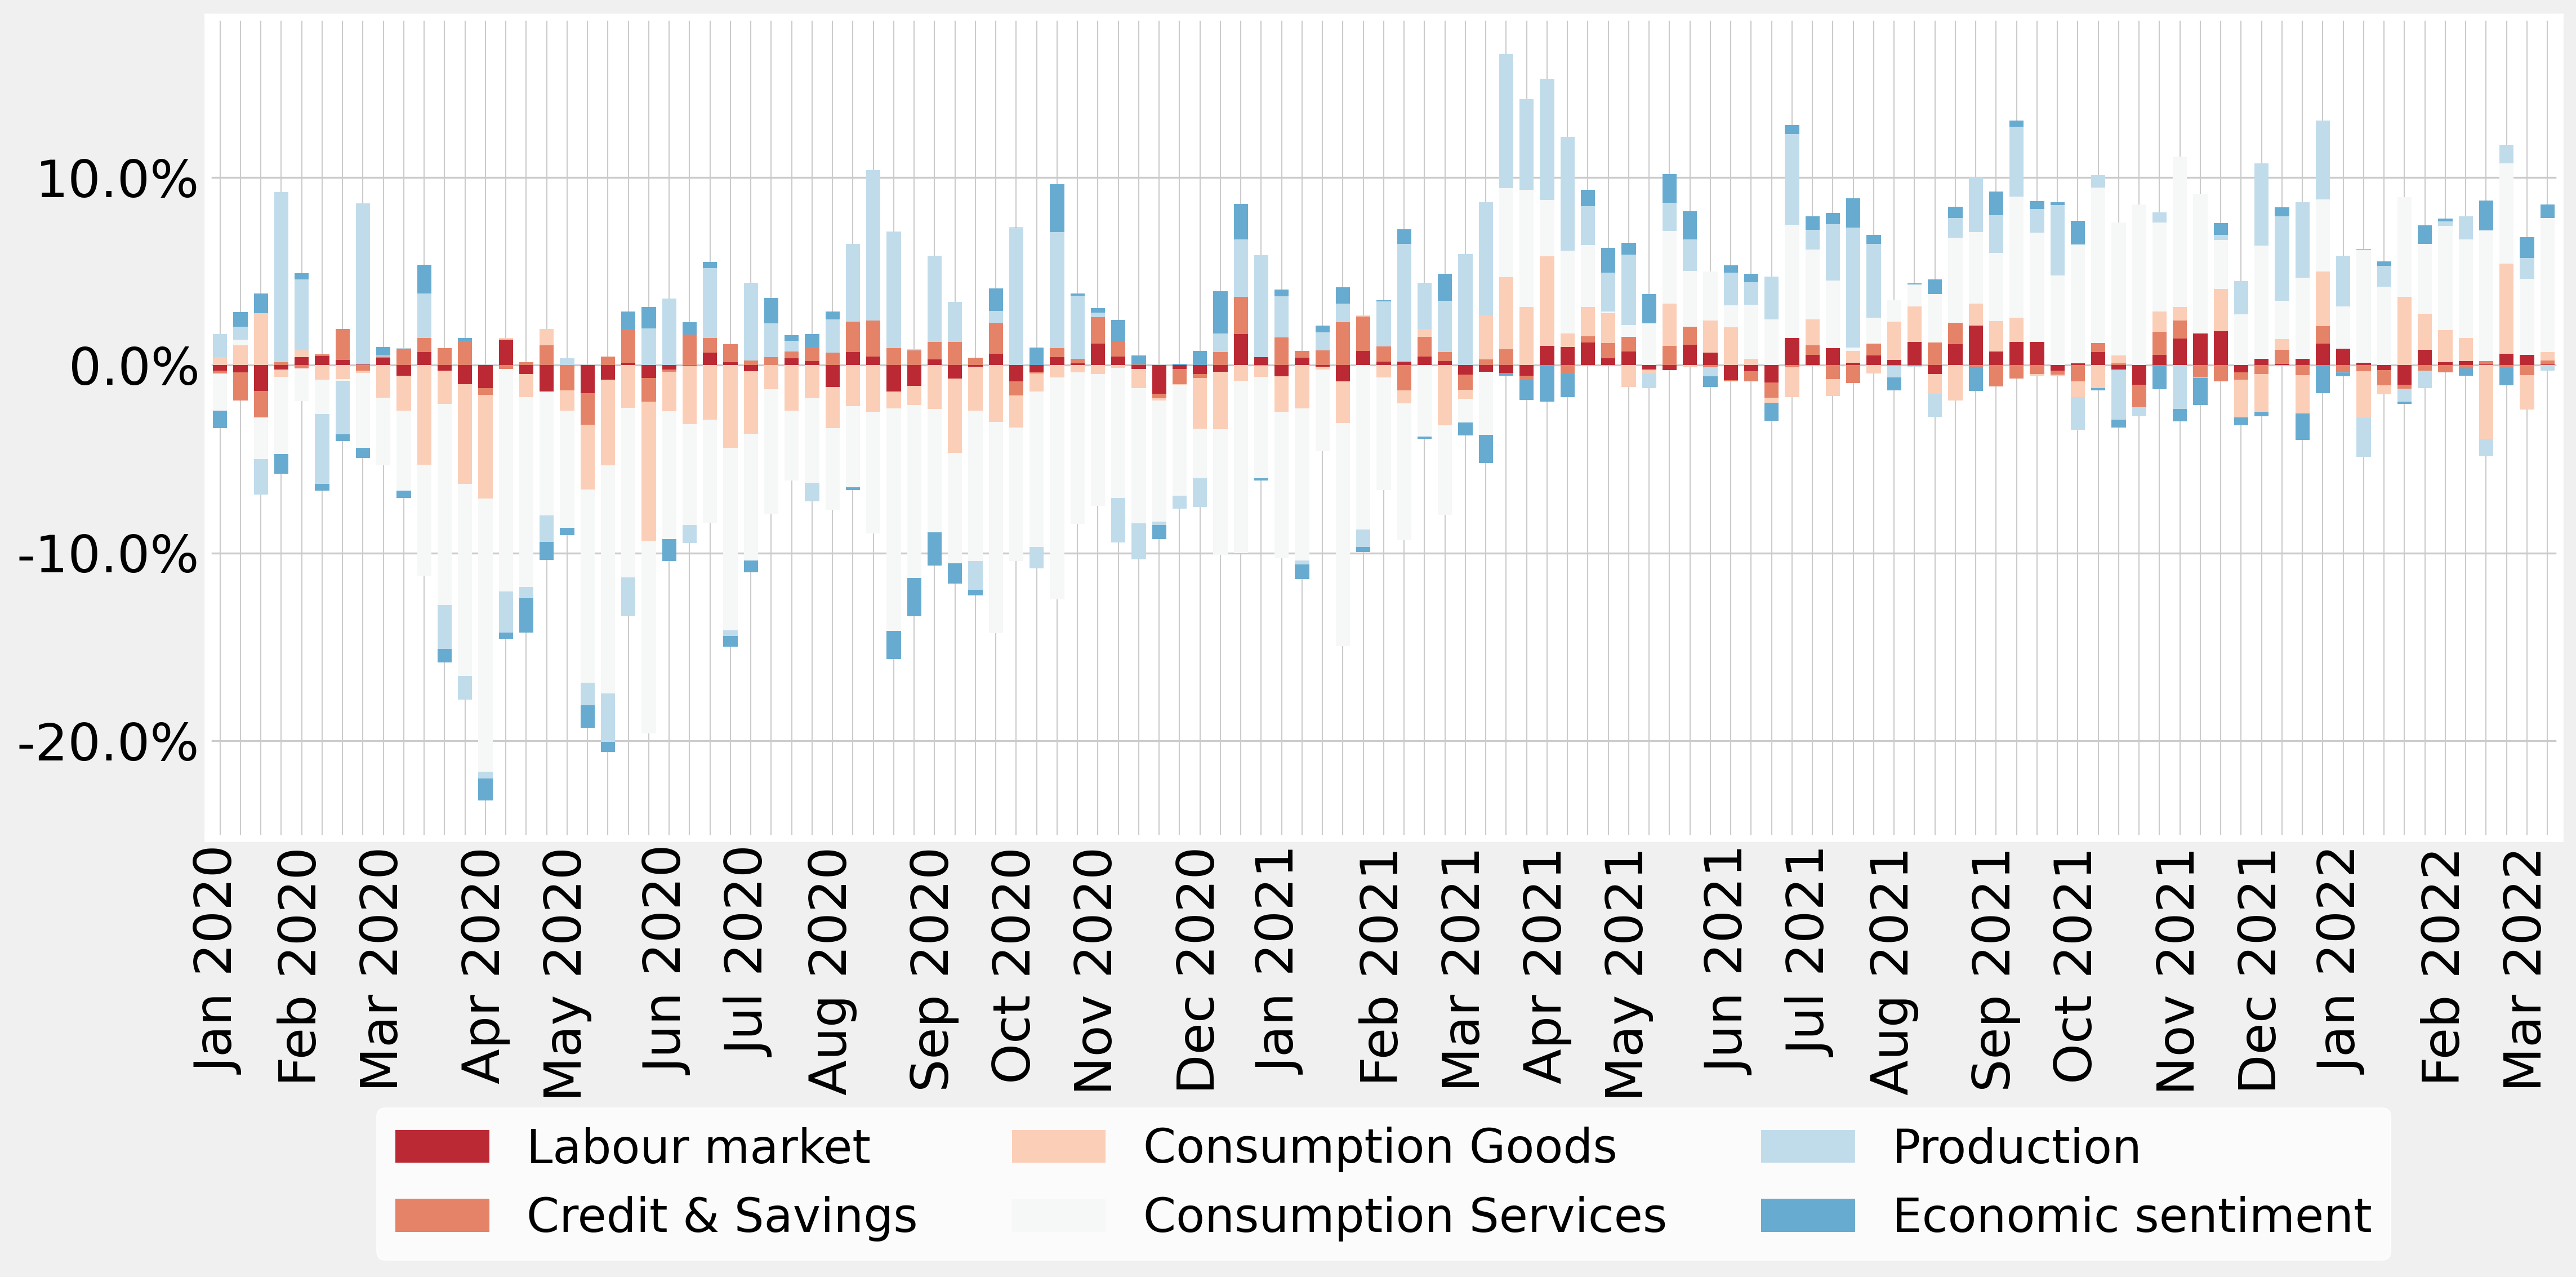 10.0%
0.0%
-10.0%
-20.0%
Jan 2020
Feb 2020
Mar 2020
Apr 2020
May 2020
Jun 2020
Jul 2020
Aug 2020
Sep 2020
Oct 2020
Nov 2020
Dec 2020
Jan 2021
Feb 2021
Mar 2021
Apr 2021
May 2021
Jun 2021
Jul 2021
Aug 2021
Sep 2021
Oct 2021
Nov 2021
Dec 2021
Jan 2022
Feb 2022
Mar 2022
Labour market
Credit & Savings
Consumption Goods
Consumption Services
Production
Economic sentiment